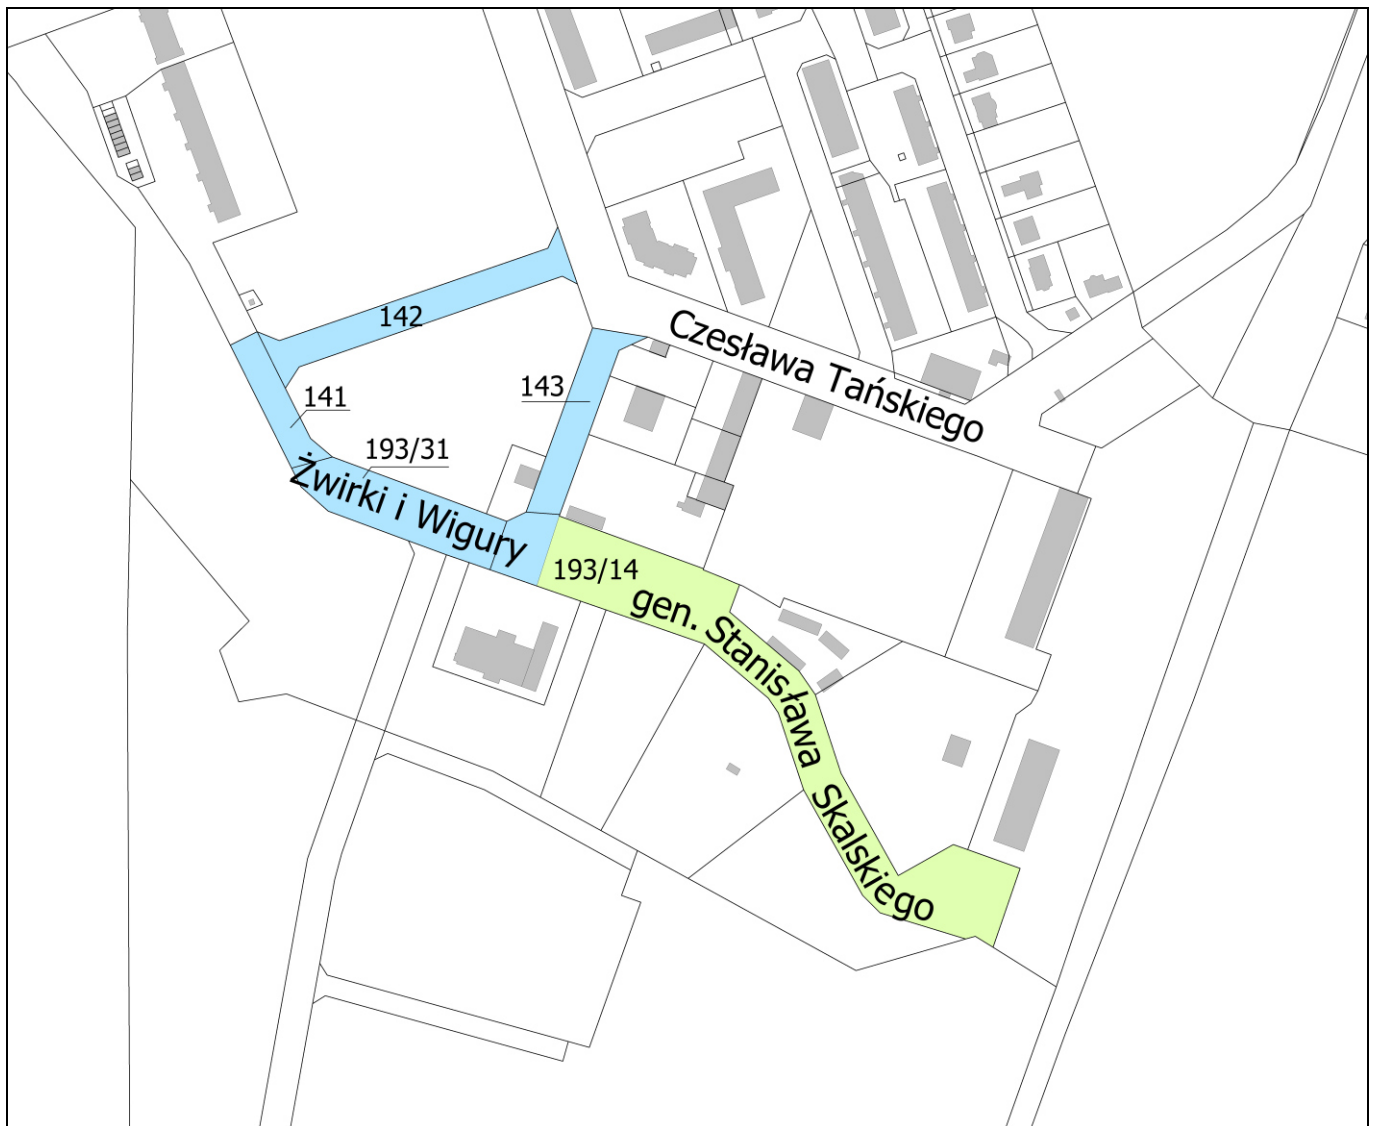 142
Czesława Tańskiego
143
141
193/31
Żwirki i Wigury
193/14
gen. Stanisława Skalskiego